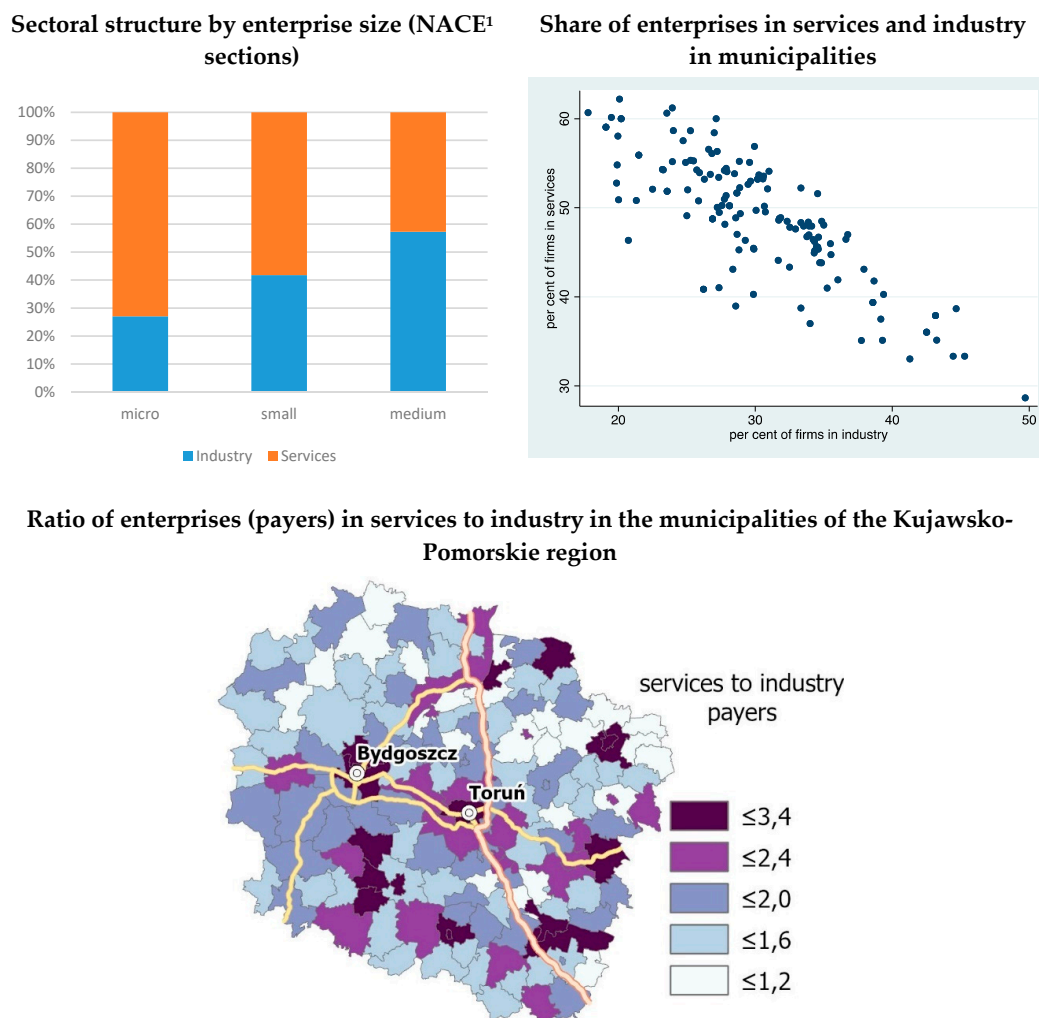 Sectoral structure by enterprise size (NACE¹
sections)
100%
90%
80%
70%
60%
50%
40%
30%
20%
10%
0%
micro
small
medium
Industry
Services
Share of enterprises in services and industry
in municipalities
per cent of firms in services
60
50
40
30
20
30
40
50
per cent of firms in industry
Ratio of enterprises (payers) in services to industry in the municipalities of the Kujawsko-
Pomorskie region
Bydgoszcz
Toruń
services to industry
payers
≤3,4
≤2,4
≤2,0
≤1,6
≤1,2